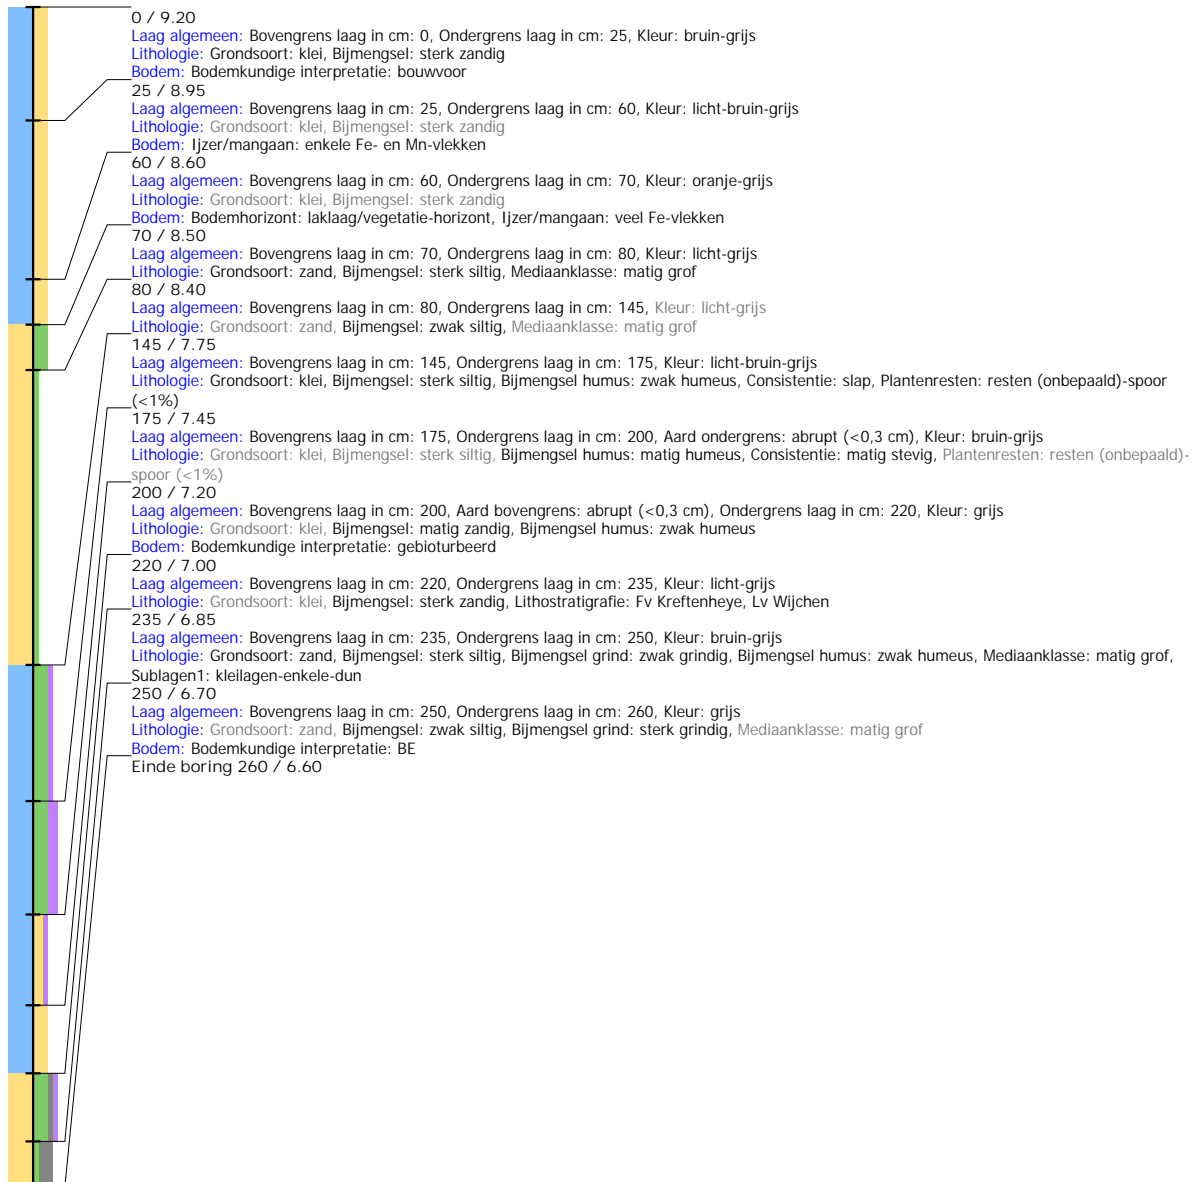 0 / 9.20
Laag algemeen: Bovengrens laag in cm: 0, Ondergrens laag in cm: 25, Kleur: bruin-grijs
Lithologie: Grondsoort: klei, Bijmengsel: sterk zandig
Bodem: Bodemkundige interpretatie: bouwvoor
25 / 8.95
Laag algemeen: Bovengrens laag in cm: 25, Ondergrens laag in cm: 60, Kleur: licht-bruin-grijs
Lithologie: Grondsoort: klei, Bijmengsel: sterk zandig
Bodem: Ijzer/mangaan: enkele Fe- en Mn-vlekken
60 / 8.60
Laag algemeen: Bovengrens laag in cm: 60, Ondergrens laag in cm: 70, Kleur: oranje-grijs
Lithologie: Grondsoort: klei, Bijmengsel: sterk zandig
Bodem: Bodemhorizont: laklaag/vegetatie-horizont, Ijzer/mangaan: veel Fe-vlekken
70 / 8.50
Laag algemeen: Bovengrens laag in cm: 70, Ondergrens laag in cm: 80, Kleur: licht-grijs
Lithologie: Grondsoort: zand, Bijmengsel: sterk siltig, Mediaanklasse: matig grof
80 / 8.40
Laag algemeen: Bovengrens laag in cm: 80, Ondergrens laag in cm: 145, Kleur: licht-grijs
Lithologie: Grondsoort: zand, Bijmengsel: zwak siltig, Mediaanklasse: matig grof
145 / 7.75
Laag algemeen: Bovengrens laag in cm: 145, Ondergrens laag in cm: 175, Kleur: licht-bruin-grijs
Lithologie: Grondsoort: klei, Bijmengsel: sterk siltig, Bijmengsel humus: zwak humeus, Consistentie: slap, Plantenresten: resten (onbepaald)-spoor
(<1%)
175 / 7.45
Laag algemeen: Bovengrens laag in cm: 175, Ondergrens laag in cm: 200, Aard ondergrens: abrupt (<0,3 cm), Kleur: bruin-grijs
Lithologie: Grondsoort: klei, Bijmengsel: sterk siltig, Bijmengsel humus: matig humeus, Consistentie: matig stevig, Plantenresten: resten (onbepaald)-
spoor (<1%)
200 / 7.20
Laag algemeen: Bovengrens laag in cm: 200, Aard bovengrens: abrupt (<0,3 cm), Ondergrens laag in cm: 220, Kleur: grijs
Lithologie: Grondsoort: klei, Bijmengsel: matig zandig, Bijmengsel humus: zwak humeus
Bodem: Bodemkundige interpretatie: gebioturbeerd
220 / 7.00
Laag algemeen: Bovengrens laag in cm: 220, Ondergrens laag in cm: 235, Kleur: licht-grijs
Lithologie: Grondsoort: klei, Bijmengsel: sterk zandig, Lithostratigrafie: Fv Kreftenheye, Lv Wijchen
235 / 6.85
Laag algemeen: Bovengrens laag in cm: 235, Ondergrens laag in cm: 250, Kleur: bruin-grijs
Lithologie: Grondsoort: zand, Bijmengsel: sterk siltig, Bijmengsel grind: zwak grindig, Bijmengsel humus: zwak humeus, Mediaanklasse: matig grof,
Sublagen1: kleilagen-enkele-dun
250 / 6.70
Laag algemeen: Bovengrens laag in cm: 250, Ondergrens laag in cm: 260, Kleur: grijs
Lithologie: Grondsoort: zand, Bijmengsel: zwak siltig, Bijmengsel grind: sterk grindig, Mediaanklasse: matig grof
Bodem: Bodemkundige interpretatie: BE
Einde boring 260 / 6.60